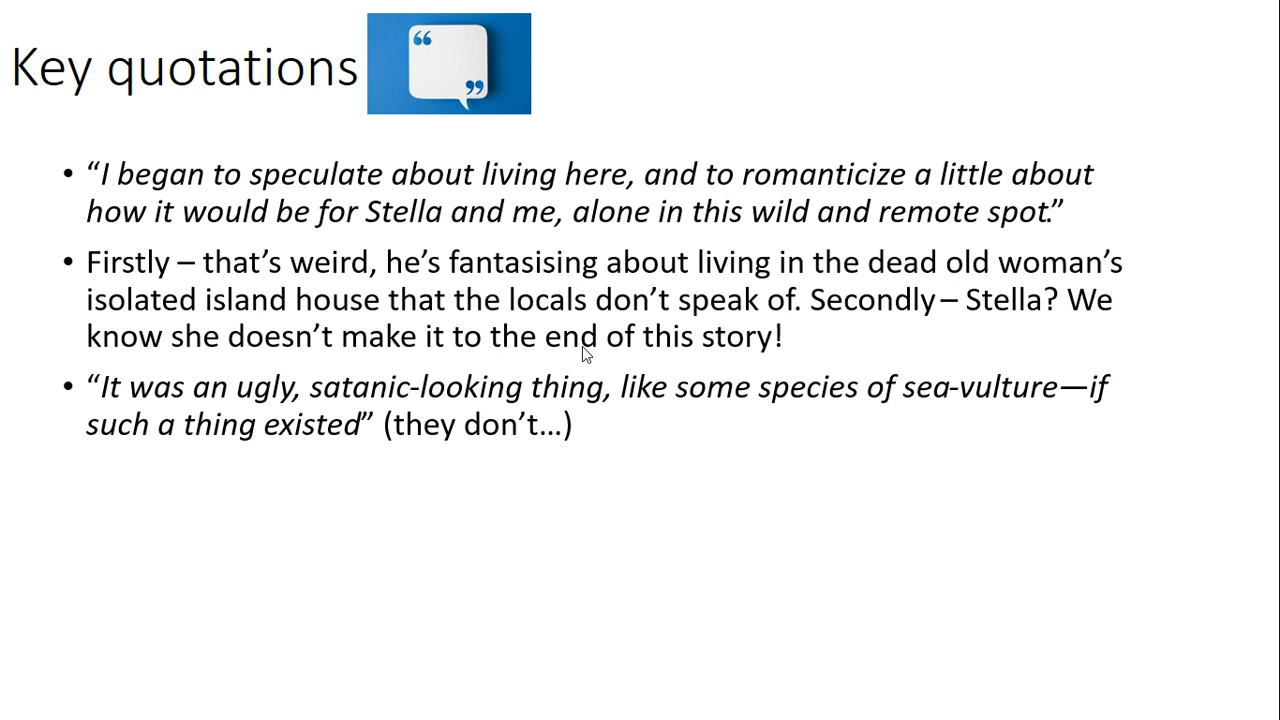 Key quotations
• “I began to speculate about living here, and to romanticize a little about
how it would be for Stella and me, alone in this wild and remote spot.”
• Firstly – that’s weird, he’s fantasising about living in the dead old woman’s
isolated island house that the locals don’t speak of. Secondly – Stella? We
know she doesn’t make it to the end of this story!
• “It was an ugly, satanic-looking thing, like some species of sea-vulture—if
such a thing existed” (they don’t…)